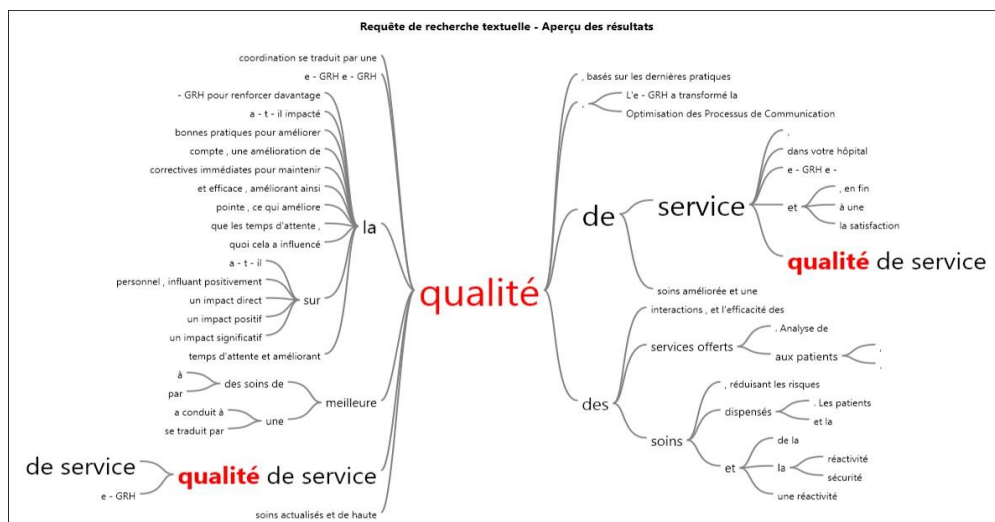 Requête de recherche textuelle - Aperçu des résultats
coordination se traduit par une
e - GRH e - GRH
- GRH pour renforcer davantage
a - t - il impacté
bonnes pratiques pour améliorer
compte , une amélioration de
correctives immédiates pour maintenir
et efficace , améliorant ainsi
pointe , ce qui améliore
que les temps d'attente ,
quoi cela a influencé
la
a - t - il
personnel , influant positivement
un impact direct
un impact positif
un impact significatif
sur
temps d'attente et améliorant
à
par
des soins de
a conduit à
se traduit par
une
meilleure
de service
e - GRH
qualité de service
soins actualisés et de haute
qualité
, basés sur les dernières pratiques
.
L'e - GRH a transformé la
Optimisation des Processus de Communication
de
service
.
dans votre hôpital
e - GRH e -
et
, en fin
à une
la satisfaction
qualité de service
soins améliorée et une
des
interactions , et l'efficacité des
services offerts
. Analyse de
aux patients
,
.
soins
, réduisant les risques
dispensés
. Les patients
et la
et
de la
la
réactivité
sécurité
une réactivité